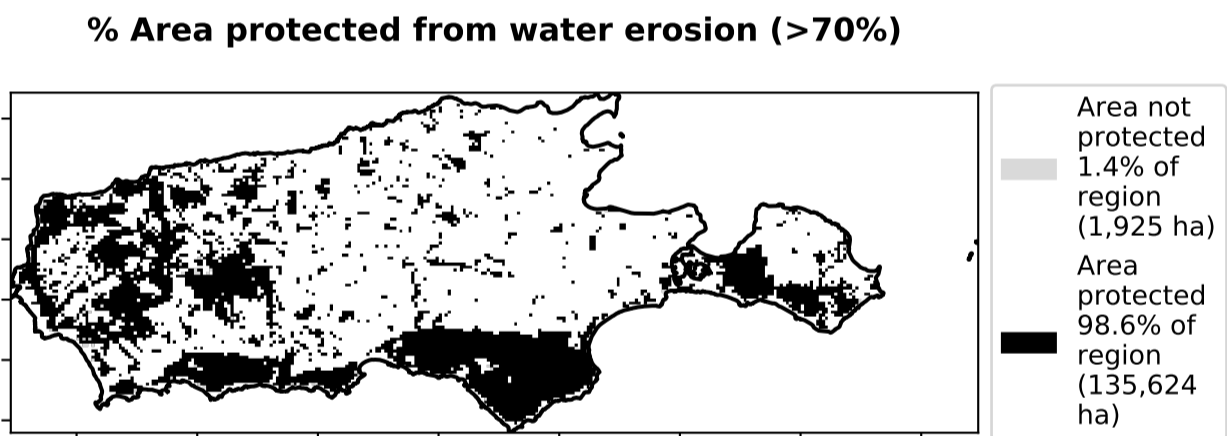 % Area protected from water erosion (>70%)
Area not
protected
1.4% of
region
(1,925 ha)
Area
protected
98.6% of
region
(135,624
ha)